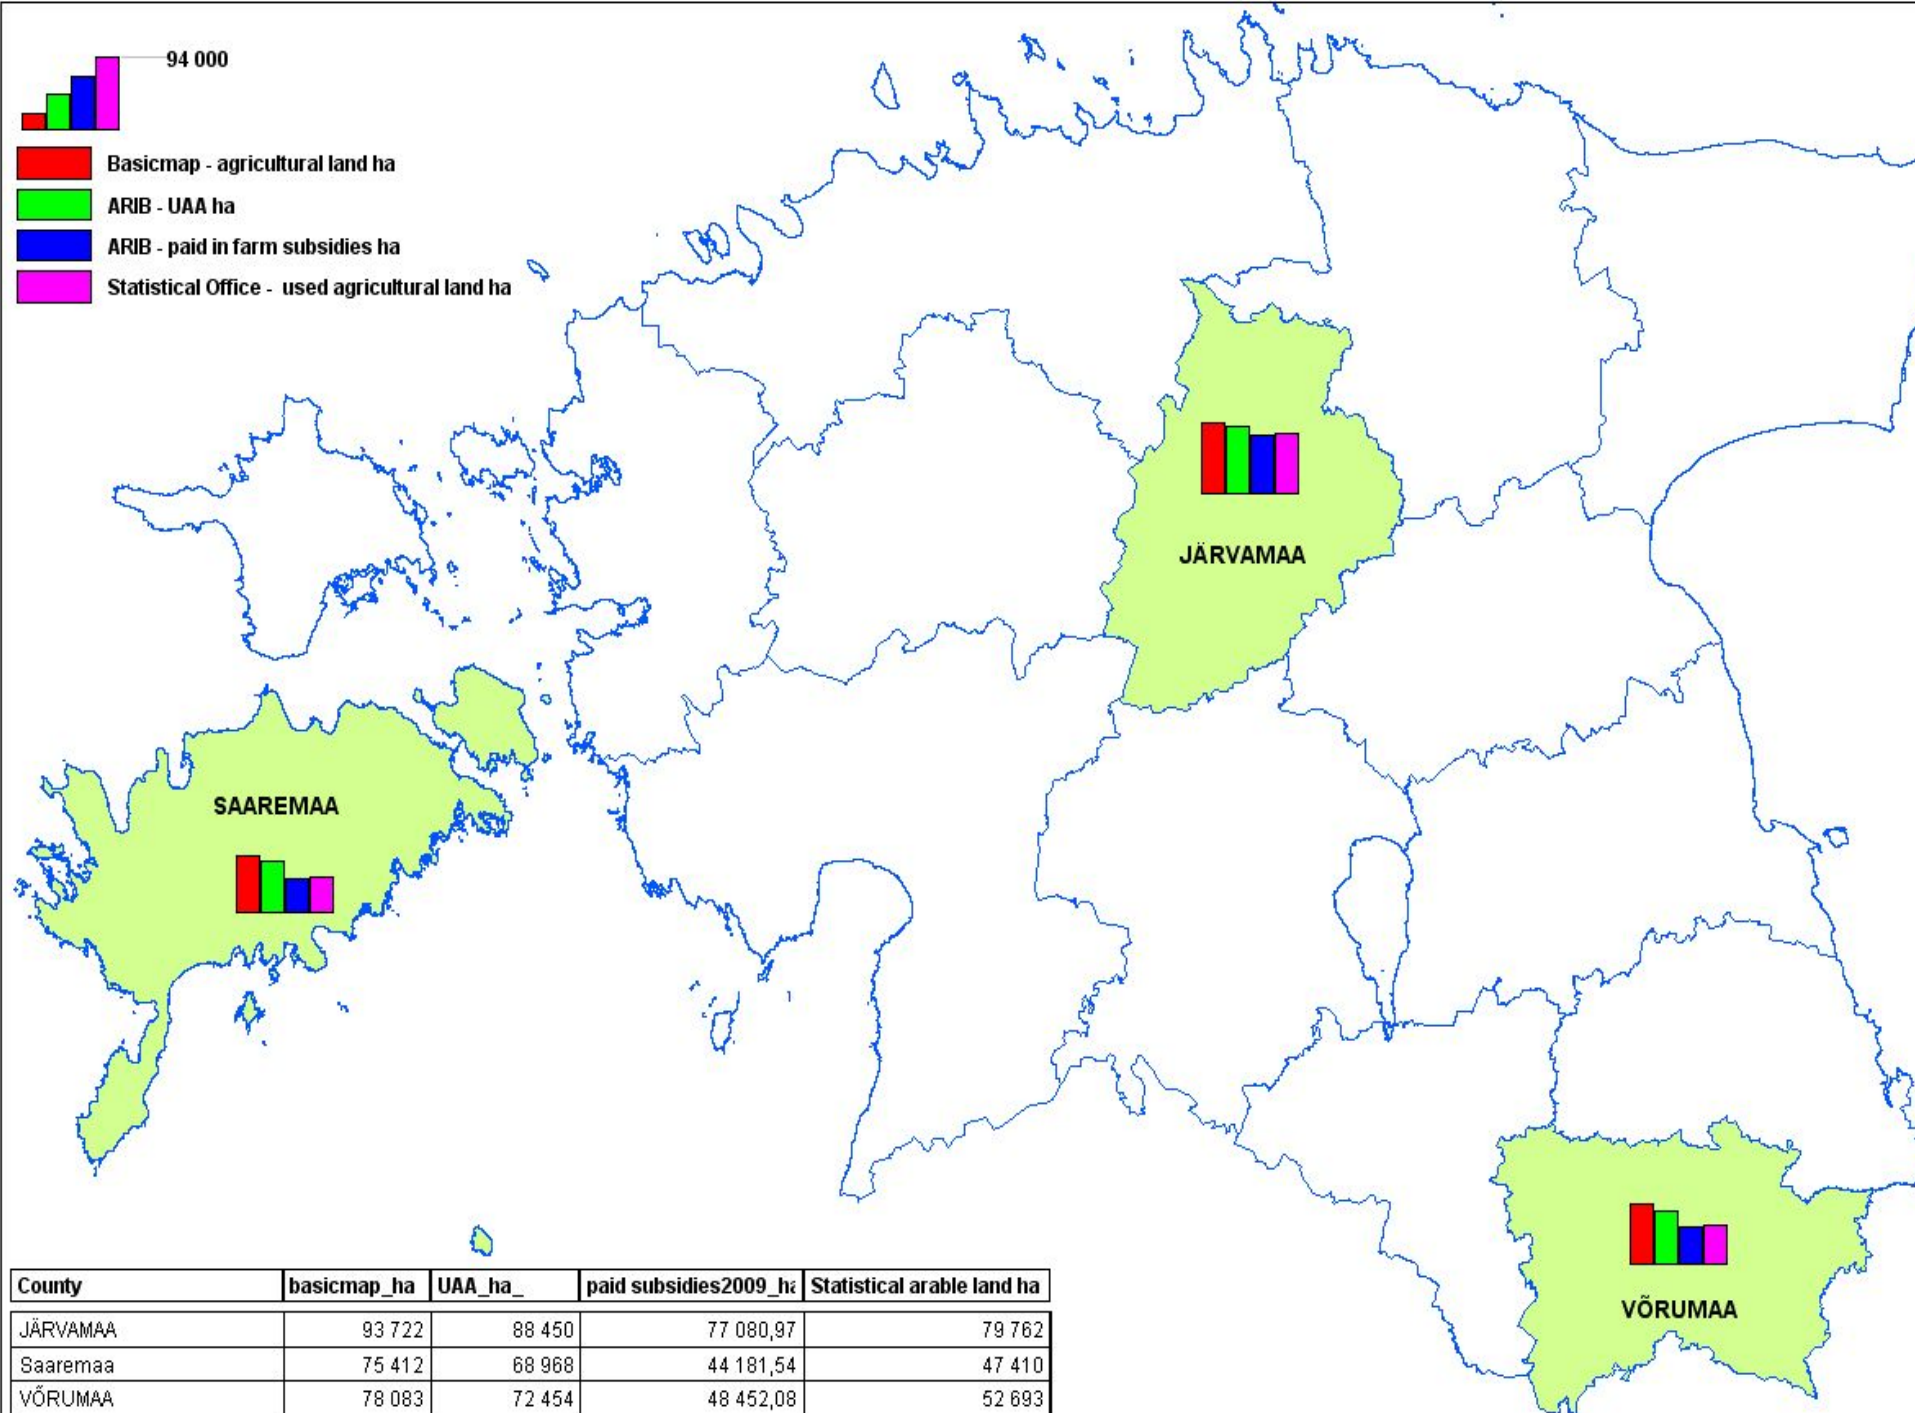 94 000
Basicmap - agricultural land ha
ARIB - UAA ha
ARIB - paid in farm subsidies ha
Statistical Office - used agricultural land ha
JÄRVAMAA
SAAREMAA
VÕRUMAA
County basicmap_ha UAA_ha_ paid subsidies2009_ha Statistical arable land ha
JÄRVAMAA 93 722 88 450 77 080,97 79 762
Saaremaa 75 412 68 968 44 181,54 47 410
VÕRUMAA 78 083 72 454 48 452,08 52 693